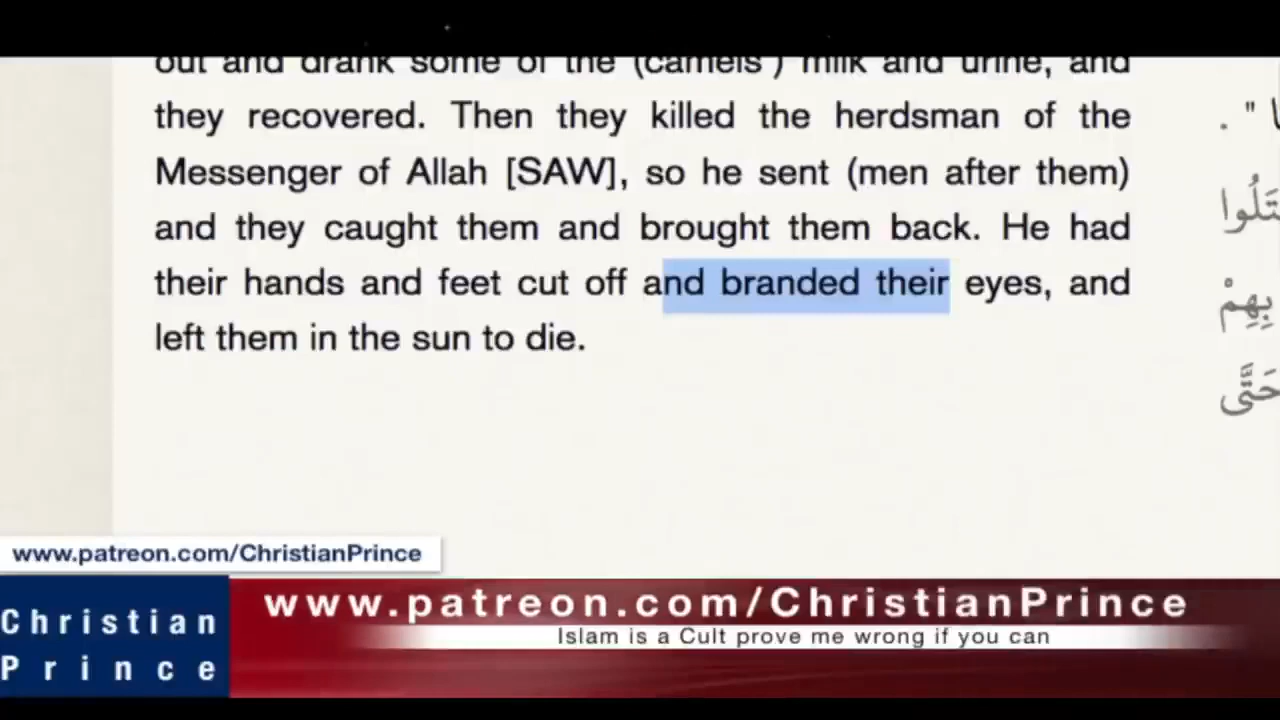 out and drank some of the (camels') milk and urine, and
they recovered. Then they killed the herdsman of the
Messenger of Allah [SAW], so he sent (men after them)
and they caught them and brought them back. He had
their hands and feet cut off and branded their eyes, and
left them in the sun to die.
بِهِمْ
حَتَّى
www.patreon.com/ChristianPrince
Christian
Prince
www.patreon.com/ChristianPrince
Islam is a Cult prove me wrong if you can